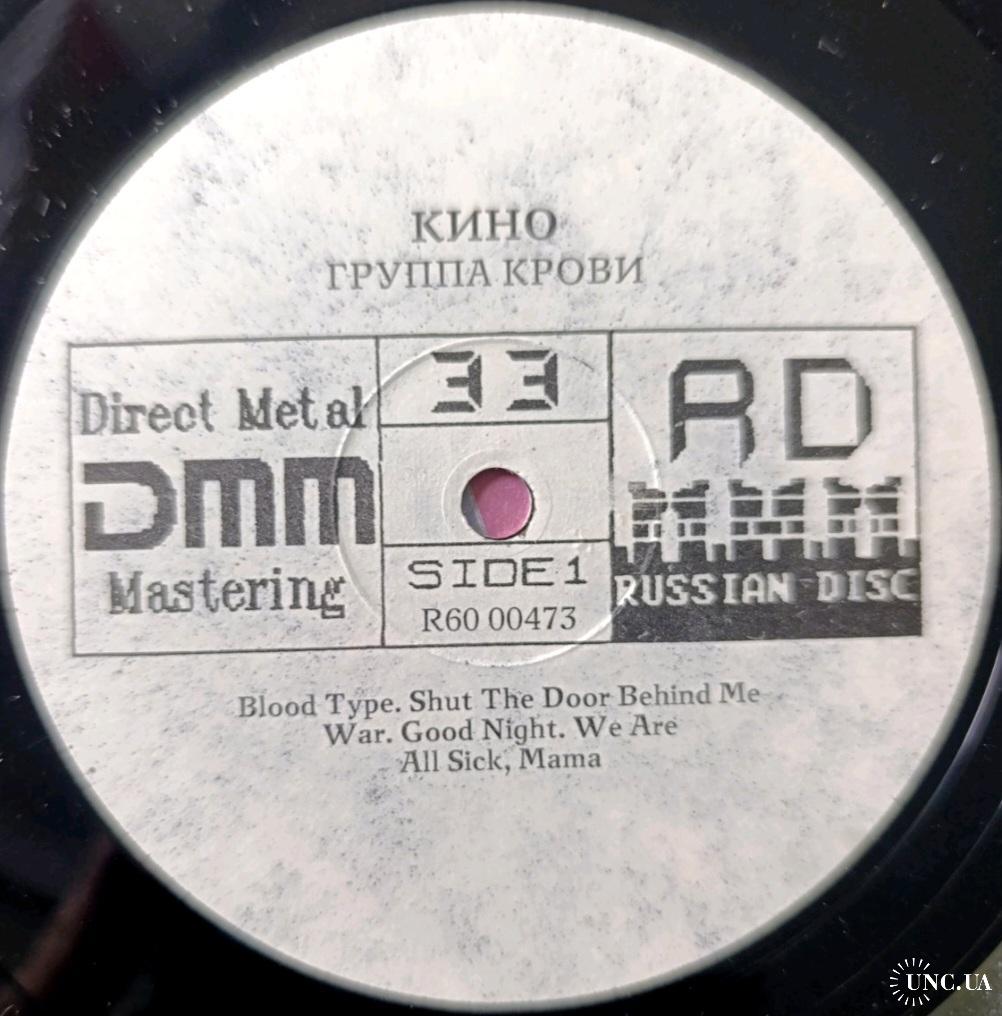 КИНО
ГРУППА КРОВИ
Direct Metal
DMM
Mastering
33
SIDE 1
R60 00473
RD
RUSSIAN DISC
Blood Type. Shut The Door Behind Me
War. Good Night. We Are
All Sick, Mama
UNC.UA